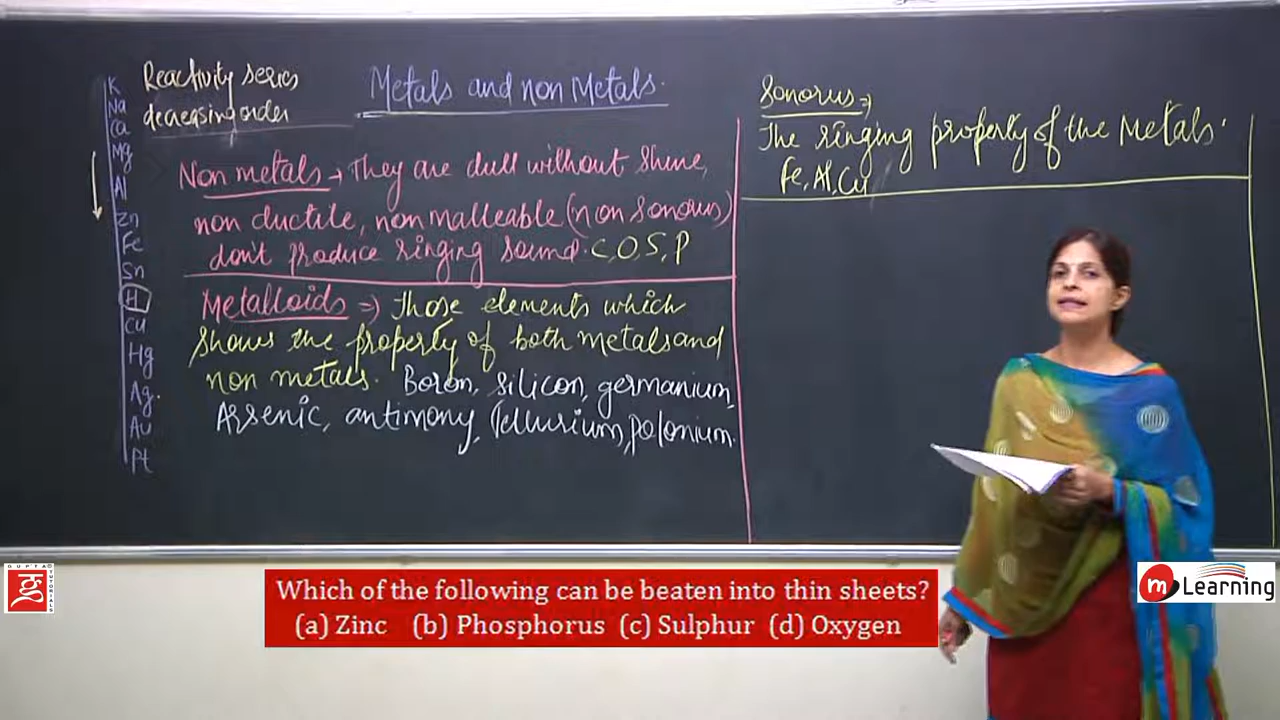 K
Na
Ca
Mg
Al
Zn
Fe
Sn
H
Cu
Hg
Ag
Au
Pt
Reactivity series
decreasing order
Metals and non Metals.
Non metals → They are dull without shine,
non ductile, non malleable (non sonorus)
don't produce ringing sound. C, O, S, P
Metalloids => Those elements which
shows the property of both metals and
non metals. Boron, silicon, germanium,
Arsenic, antimony, Tellurium, polonium.
Sonorus =>
The ringing property of the Metals.
Fe, Al, Cu
GUPTA TUTORIALS
Which of the following can be beaten into thin sheets?
(a) Zinc (b) Phosphorus (c) Sulphur (d) Oxygen
m Learning